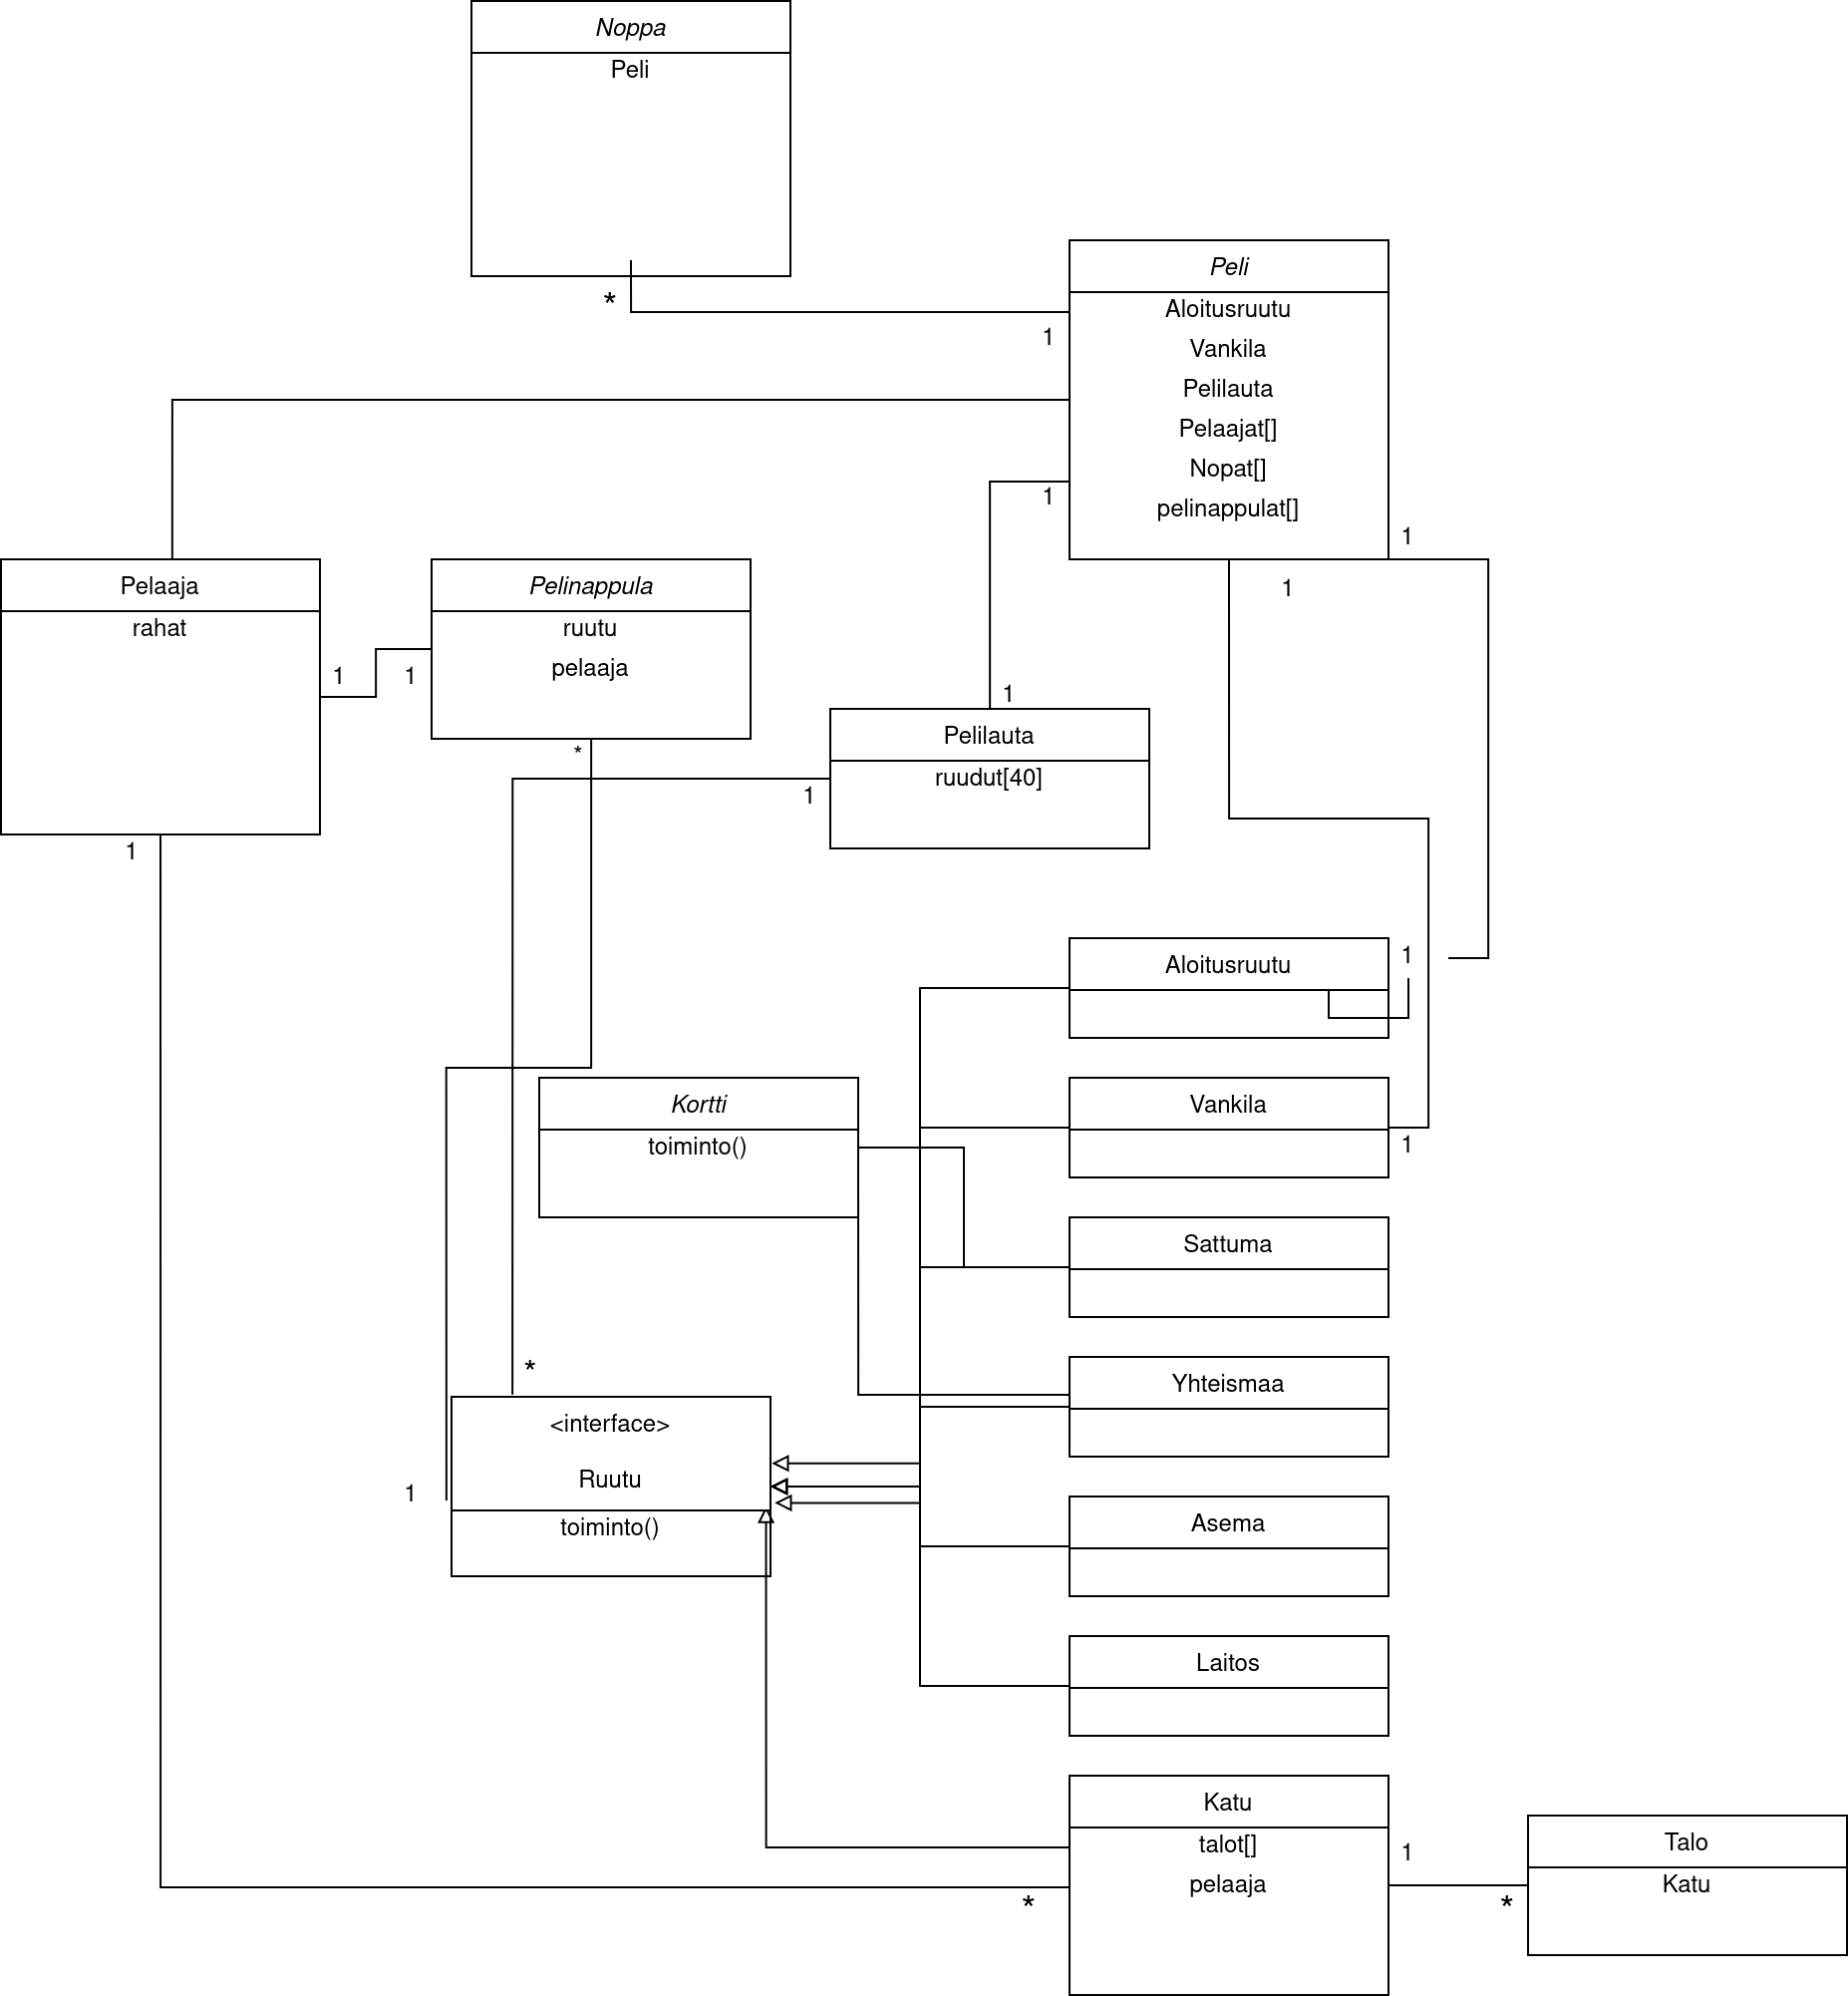 Noppa
Peli
*
1
Peli
Aloitusruutu
Vankila
Pelilauta
Pelaajat[]
Nopat[]
pelinappulat[]
1
1
1
Pelaaja
rahat
1
1
Pelinappula
ruutu
pelaaja
*
1
Pelilauta
ruudut[40]
1
1
Aloitusruutu
1
Kortti
toiminto()
Vankila
1
Sattuma
*
Yhteismaa
<interface>
Ruutu
toiminto()
1
Asema
Laitos
Katu
talot[]
pelaaja
1
*
*
Talo
Katu